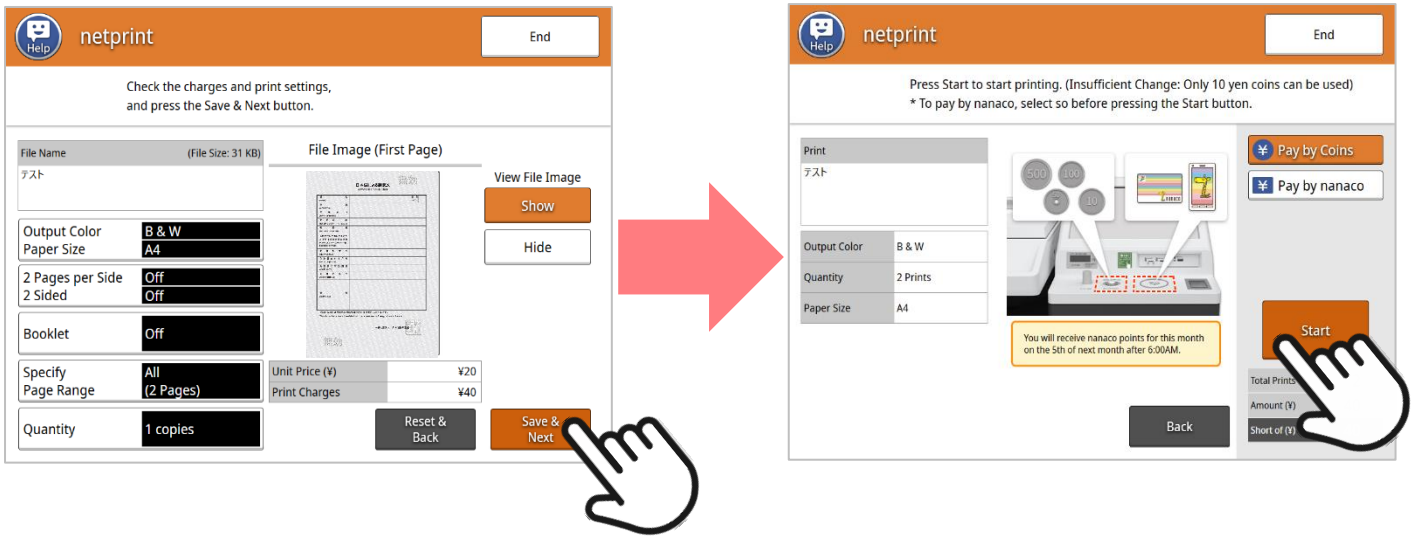 Help
netprint
End
Check the charges and print settings,
and press the Save & Next button.
File Name (File Size: 31 KB)
テスト
Output Color B & W
Paper Size A4
2 Pages per Side Off
2 Sided Off
Booklet Off
Specify All
Page Range (2 Pages)
Quantity 1 copies
File Image (First Page)
無効
無効
Unit Price (¥) ¥20
Print Charges ¥40
View File Image
Show
Hide
Reset &
Back
Save &
Next
Help
netprint
End
Press Start to start printing. (Insufficient Change: Only 10 yen coins can be used)
* To pay by nanaco, select so before pressing the Start button.
Print
テスト
Output Color B & W
Quantity 2 Prints
Paper Size A4
500
100
10
You will receive nanaco points for this month
on the 5th of next month after 6:00AM.
¥ Pay by Coins
¥ Pay by nanaco
Start
Total Prints
Amount (¥)
Short of (¥)
Back